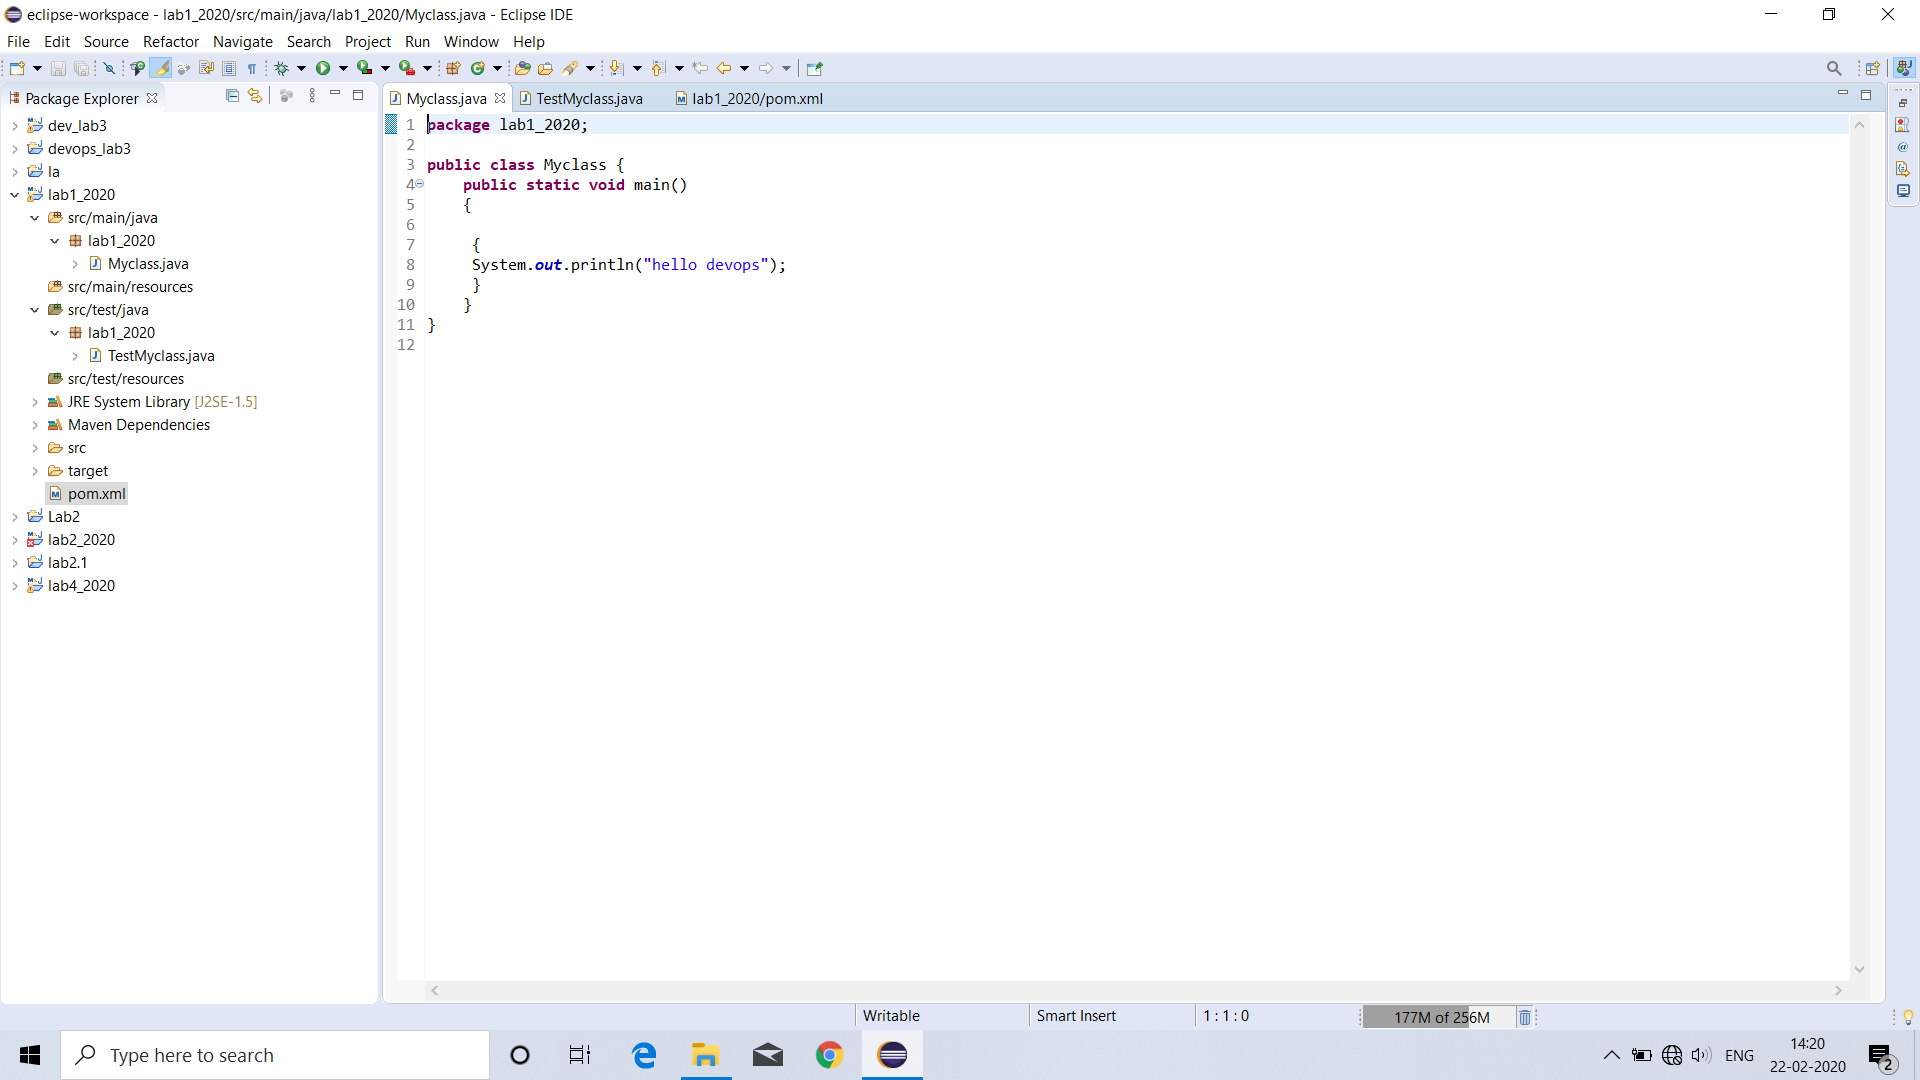 eclipse-workspace - lab1_2020/src/main/java/lab1_2020/Myclass.java - Eclipse IDE
File Edit Source Refactor Navigate Search Project Run Window Help
Package Explorer
dev_lab3
devops_lab3
la
lab1_2020
src/main/java
lab1_2020
Myclass.java
src/main/resources
src/test/java
lab1_2020
TestMyclass.java
src/test/resources
JRE System Library [J2SE-1.5]
Maven Dependencies
src
target
pom.xml
Lab2
lab2_2020
lab2.1
lab4_2020
Myclass.java TestMyclass.java lab1_2020/pom.xml
1 package lab1_2020;
2
3 public class Myclass {
4 public static void main()
5 {
6
7 {
8 System.out.println("hello devops");
9 }
10 }
11 }
12
Writable Smart Insert 1 : 1 : 0 177M of 256M
Type here to search
ENG
14:20
22-02-2020
2